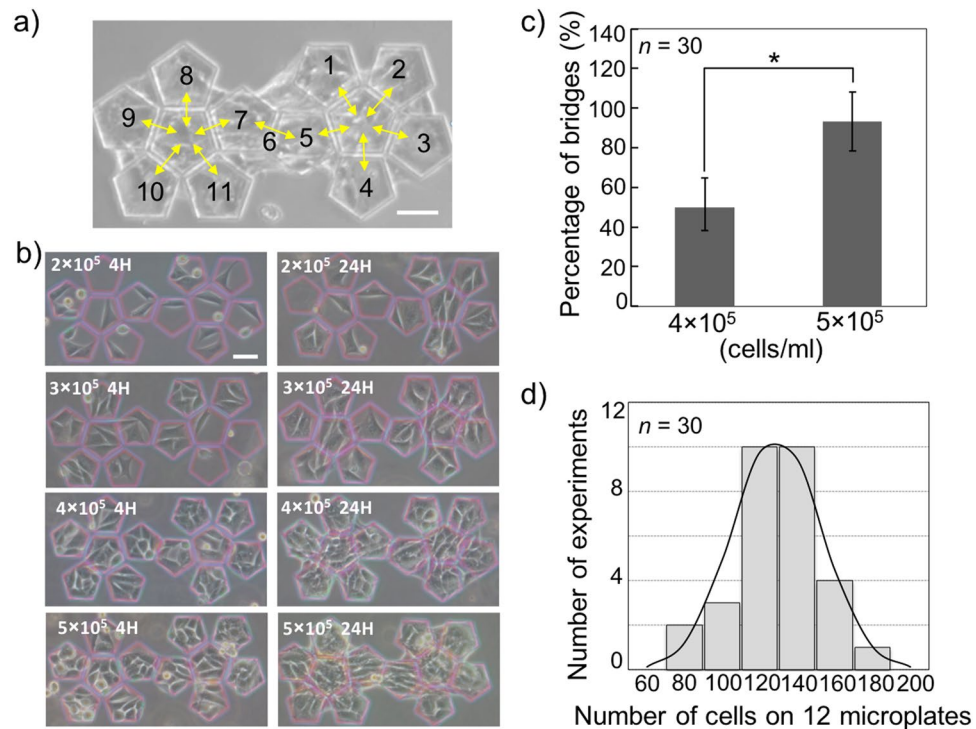 a)
1
2
3
4
5
6
7
8
9
10
11
b)
2×10⁵ 4H
2×10⁵ 24H
3×10⁵ 4H
3×10⁵ 24H
4×10⁵ 4H
4×10⁵ 24H
5×10⁵ 4H
5×10⁵ 24H
c)
Percentage of bridges (%)
140
120
100
80
60
40
20
0
n = 30
*
4×10⁵
5×10⁵
(cells/ml)
d)
Number of experiments
12
8
4
0
n = 30
60 80 100 120 140 160 180 200
Number of cells on 12 microplates